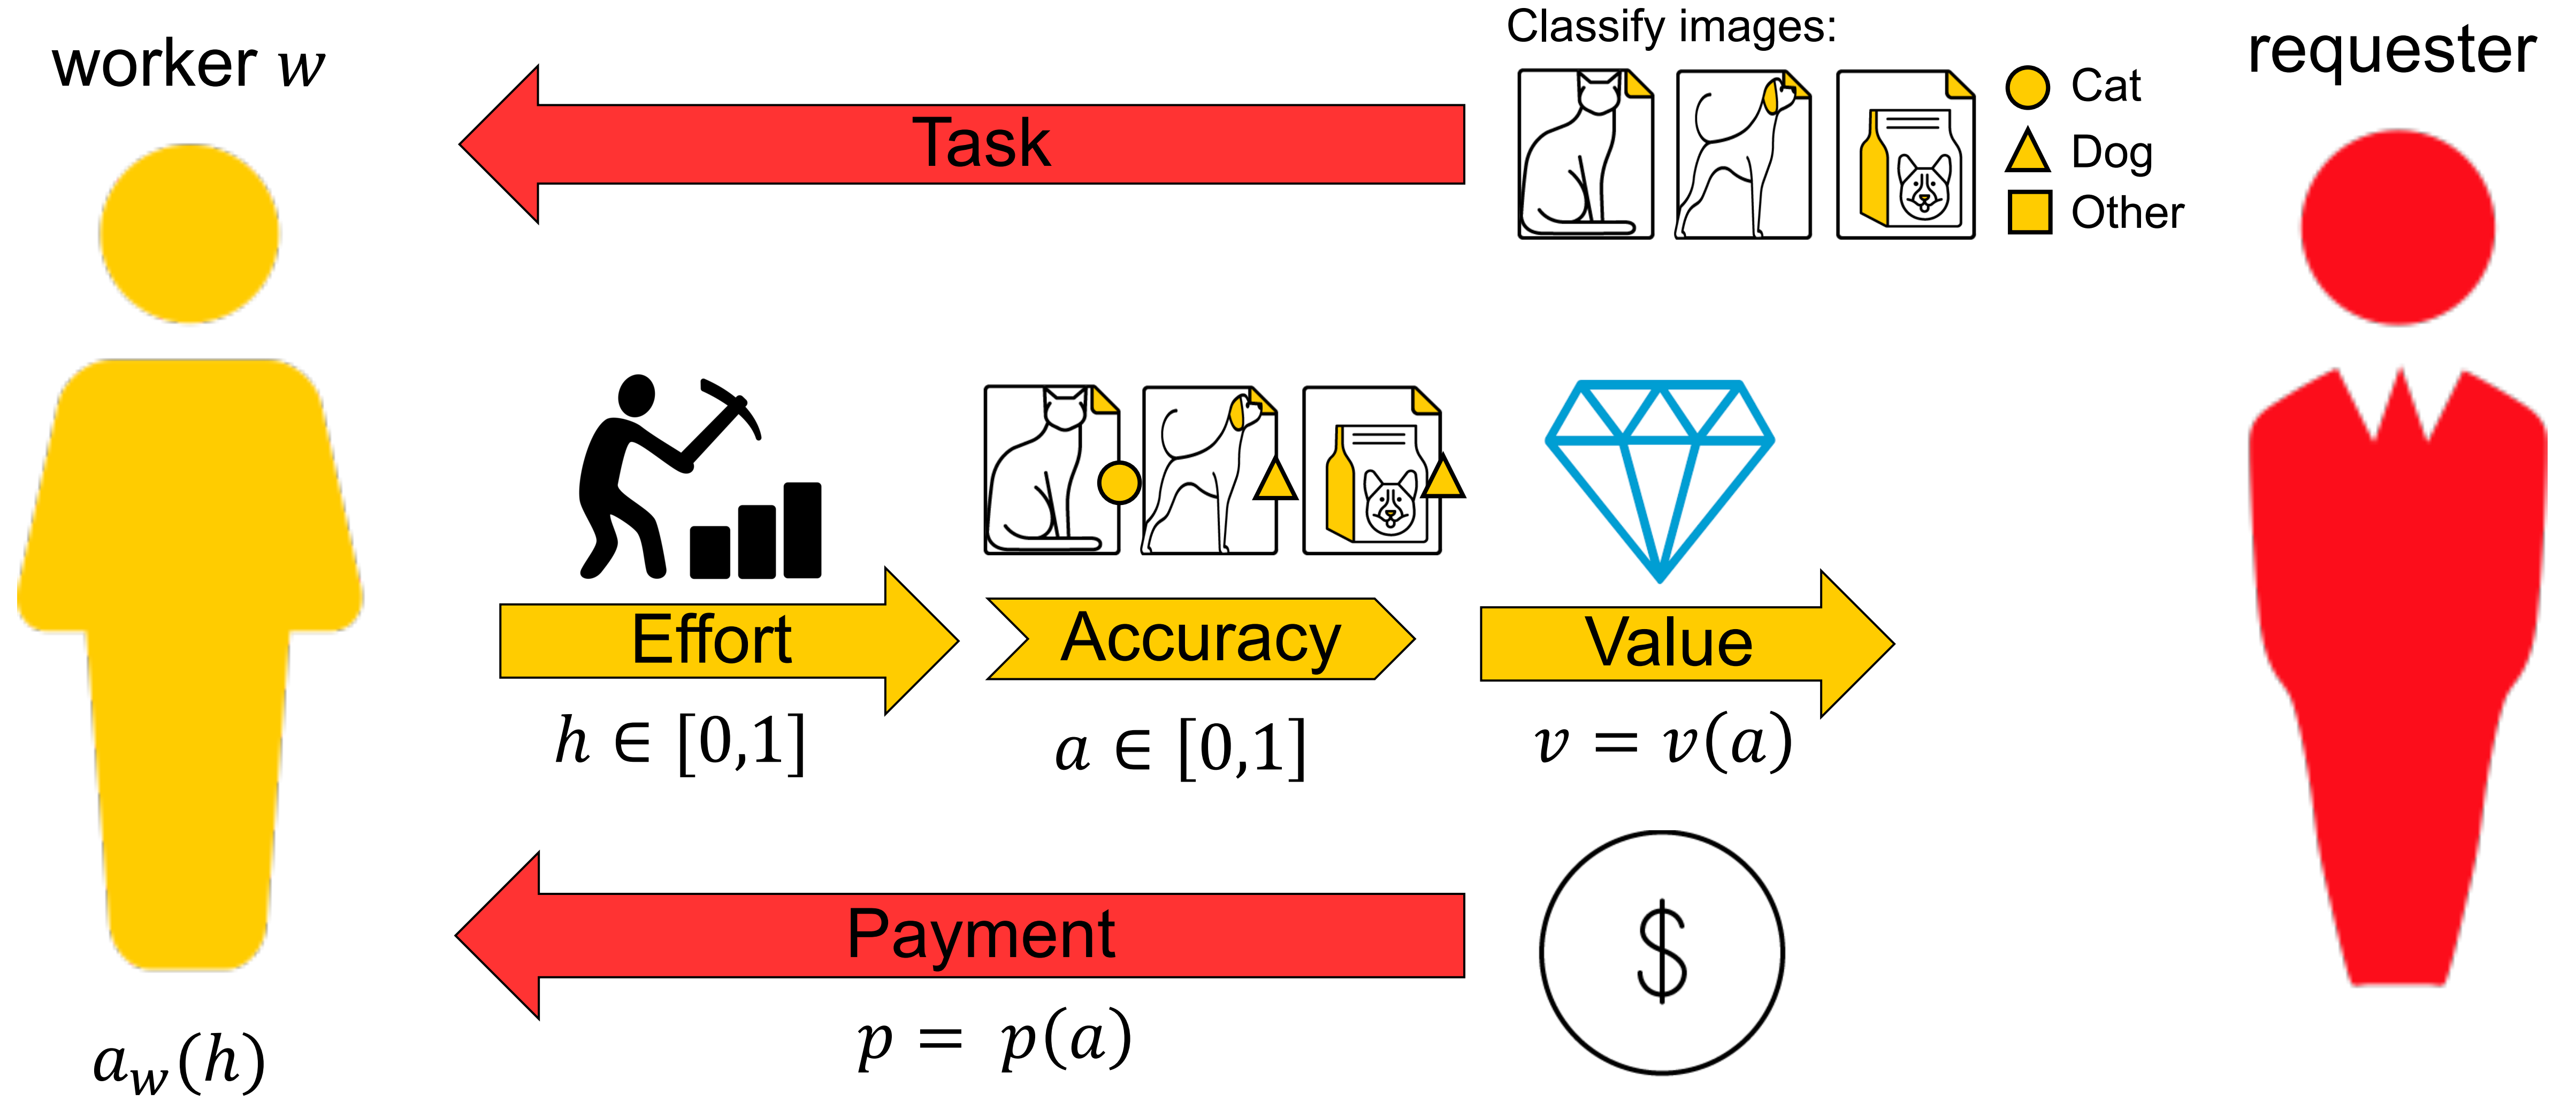 worker w
Classify images:
requester
Cat
Task
Dog
Other
Effort
Accuracy
Value
h ∈ [0,1]
a ∈ [0,1]
v = v(a)
Payment
$
p = p(a)
a_w(h)